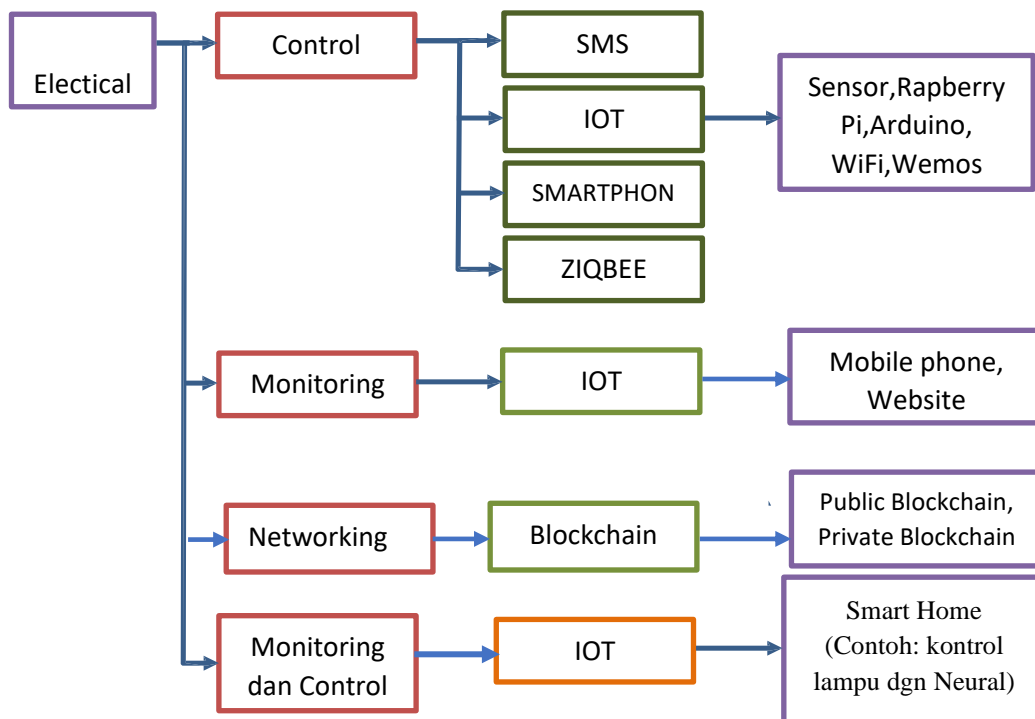 Electical
Control
SMS
IOT
SMARTPHON
ZIQBEE
Sensor,Rapberry
Pi,Arduino,
WiFi,Wemos
Monitoring
IOT
Mobile phone,
Website
Networking
Blockchain
Public Blockchain,
Private Blockchain
Monitoring
dan Control
IOT
Smart Home
(Contoh: kontrol
lampu dgn Neural)